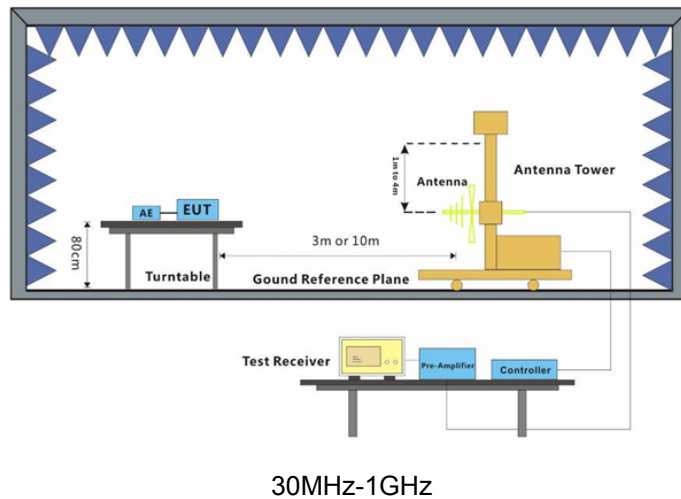 1m to 4m
Antenna
Antenna Tower
AE
EUT
80cm
3m or 10m
Turntable
Gound Reference Plane
Test Receiver
Pre-Amplifier
Controller
30MHz-1GHz